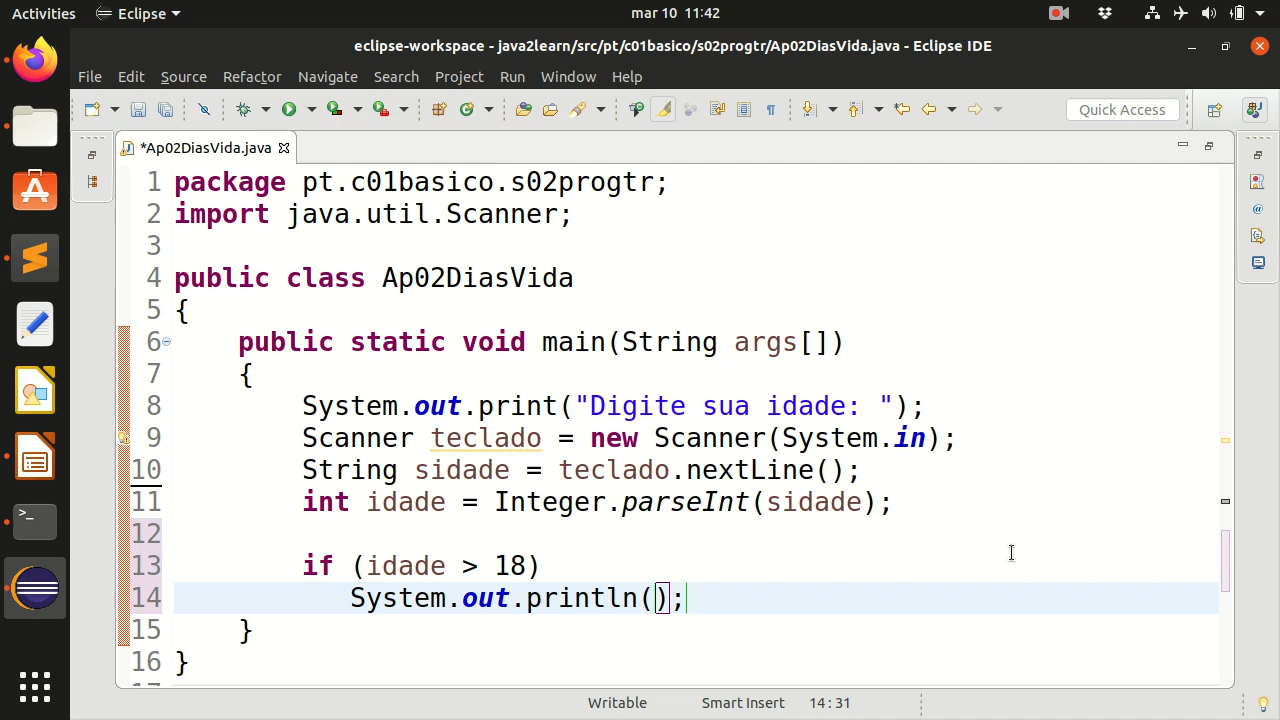 Activities Eclipse mar 10 11:42
eclipse-workspace - java2learn/src/pt/c01basico/s02progtr/Ap02DiasVida.java - Eclipse IDE
File Edit Source Refactor Navigate Search Project Run Window Help
Quick Access
*Ap02DiasVida.java
1 package pt.c01basico.s02progtr;
2 import java.util.Scanner;
3
4 public class Ap02DiasVida
5 {
6 public static void main(String args[])
7 {
8 System.out.print("Digite sua idade: ");
9 Scanner teclado = new Scanner(System.in);
10 String sidade = teclado.nextLine();
11 int idade = Integer.parseInt(sidade);
12
13 if (idade > 18)
14 System.out.println();
15 }
16 }
Writable Smart Insert 14:31